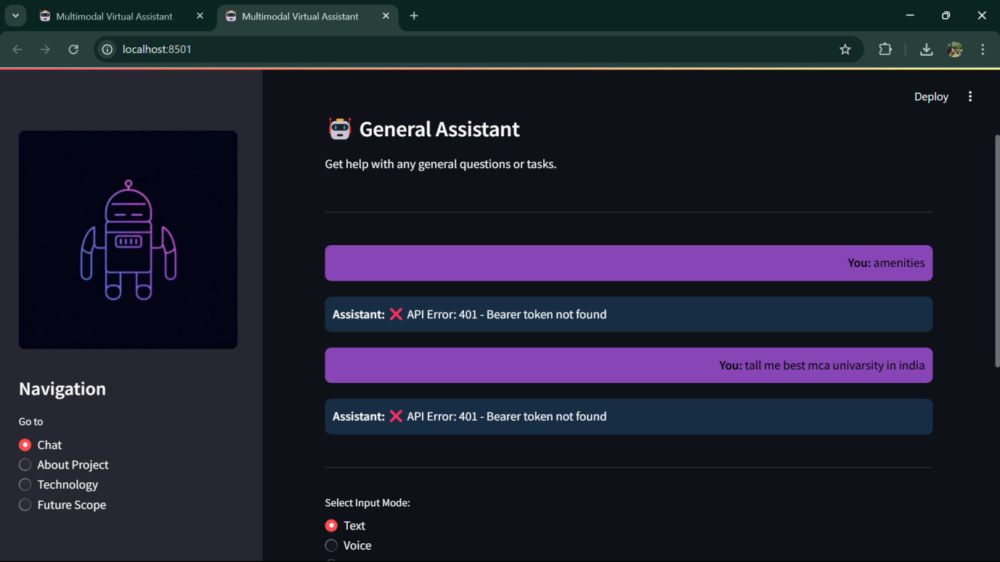 Multimodal Virtual Assistant
Multimodal Virtual Assistant
localhost:8501
Deploy
General Assistant
Get help with any general questions or tasks.
You: amenities
Assistant: ❌ API Error: 401 - Bearer token not found
You: tall me best mca univarsity in india
Assistant: ❌ API Error: 401 - Bearer token not found
Select Input Mode:
Text
Voice
Navigation
Go to
Chat
About Project
Technology
Future Scope